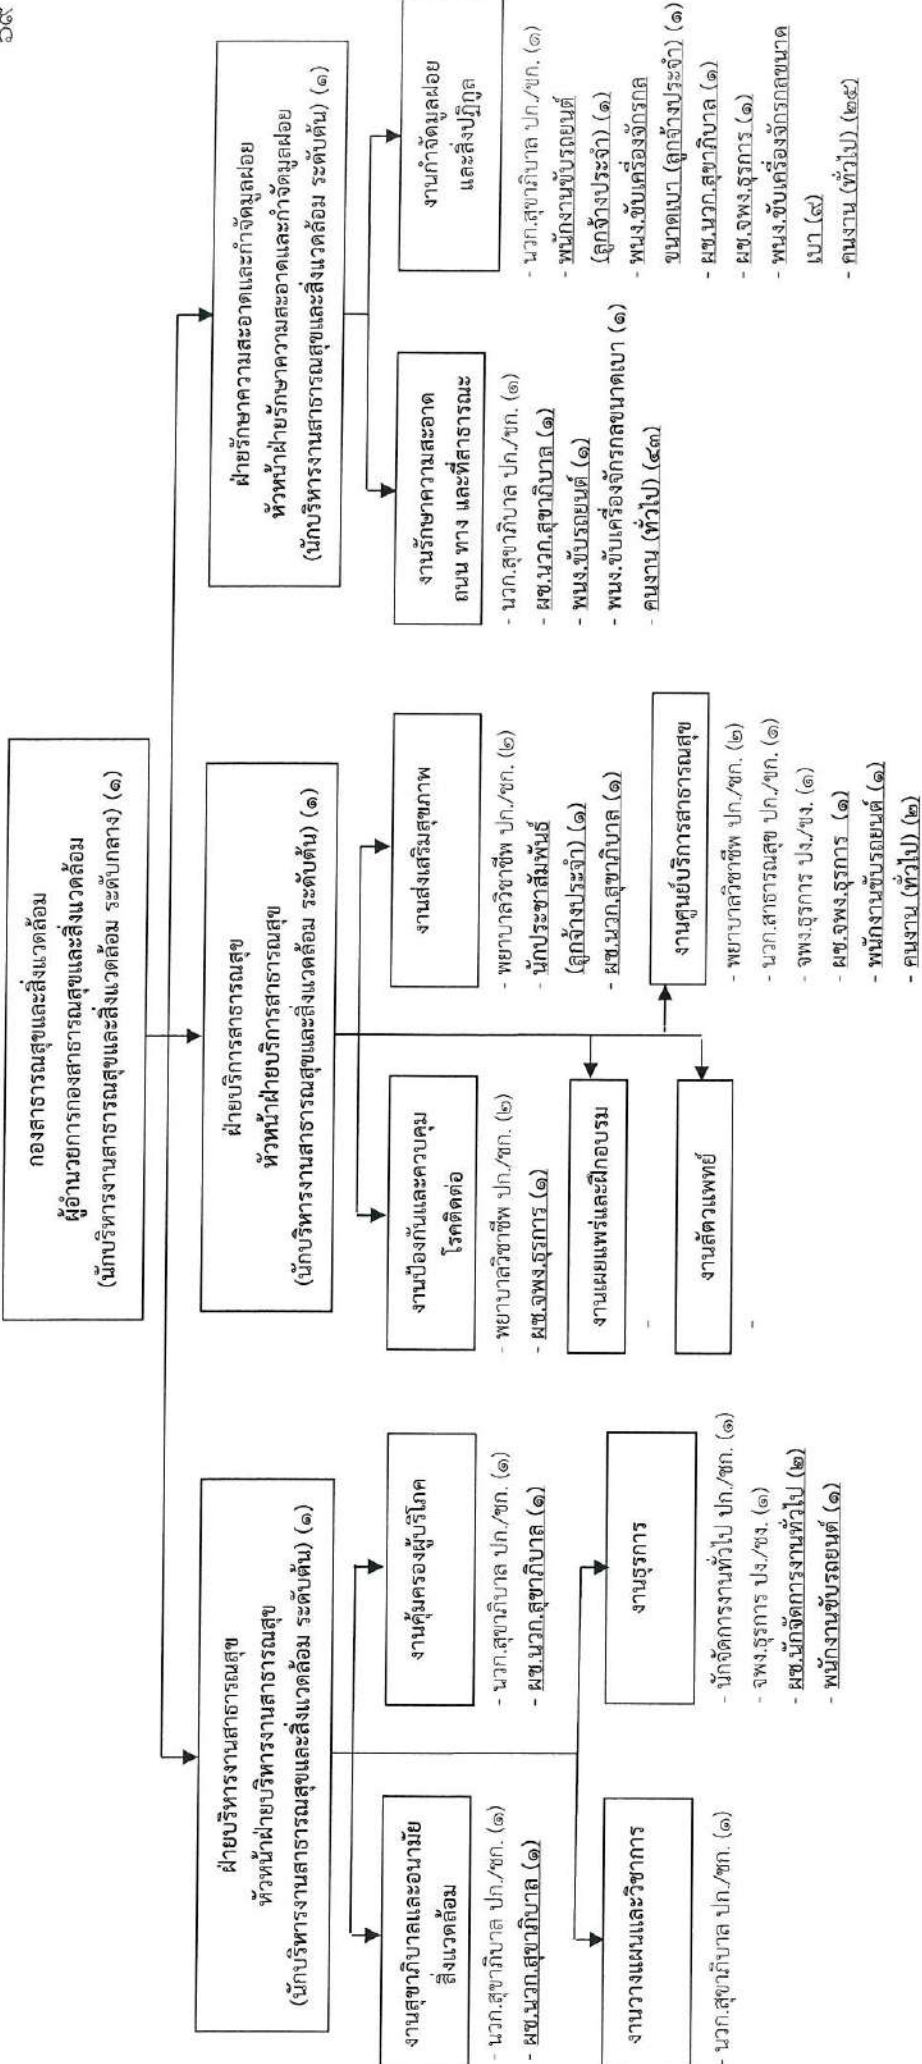 ๖๙
กองสาธารณสุขและสิ่งแวดล้อม
ผู้อำนวยการกองสาธารณสุขและสิ่งแวดล้อม
(นักบริหารงานสาธารณสุขและสิ่งแวดล้อม ระดับกลาง) (๑)
ฝ่ายบริหารงานสาธารณสุข
หัวหน้าฝ่ายบริหารงานสาธารณสุข
(นักบริหารงานสาธารณสุขและสิ่งแวดล้อม ระดับต้น) (๑)
งานสุขาภิบาลและอนามัย
สิ่งแวดล้อม
- นวก.สุขาภิบาล ปก./ชก. (๑)
- ผช.นวก.สุขาภิบาล (๑)
งานคุ้มครองผู้บริโภค
- นวก.สุขาภิบาล ปก./ชก. (๑)
- ผช.นวก.สุขาภิบาล (๑)
งานวางแผนและวิชาการ
- นวก.สุขาภิบาล ปก./ชก. (๑)
งานธุรการ
- นักจัดการงานทั่วไป ปก./ชก. (๑)
- จพง.ธุรการ ปง./ชง. (๑)
- ผช.นักจัดการงานทั่วไป (๒)
- พนักงานขับรถยนต์ (๑)
ฝ่ายบริการสาธารณสุข
หัวหน้าฝ่ายบริการสาธารณสุข
(นักบริหารงานสาธารณสุขและสิ่งแวดล้อม ระดับต้น) (๑)
งานป้องกันและควบคุม
โรคติดต่อ
- พยาบาลวิชาชีพ ปก./ชก. (๒)
- ผช.จพง.ธุรการ (๑)
งานส่งเสริมสุขภาพ
- พยาบาลวิชาชีพ ปก./ชก. (๒)
- นักประชาสัมพันธ์
(ลูกจ้างประจำ) (๑)
- ผช.นวก.สุขาภิบาล (๑)
งานเผยแพร่และฝึกอบรม
-
งานสัตวแพทย์
-
งานศูนย์บริการสาธารณสุข
- พยาบาลวิชาชีพ ปก./ชก. (๒)
- นวก.สาธารณสุข ปก./ชก. (๑)
- จพง.ธุรการ ปง./ชง. (๑)
- ผช.จพง.ธุรการ (๑)
- พนักงานขับรถยนต์ (๑)
- คนงาน (ทั่วไป) (๒)
ฝ่ายรักษาความสะอาดและกำจัดมูลฝอย
หัวหน้าฝ่ายรักษาความสะอาดและกำจัดมูลฝอย
(นักบริหารงานสาธารณสุขและสิ่งแวดล้อม ระดับต้น) (๑)
งานรักษาความสะอาด
ถนน ทาง และที่สาธารณะ
- นวก.สุขาภิบาล ปก./ชก. (๑)
- ผช.นวก.สุขาภิบาล (๑)
- พนง.ขับรถยนต์ (๑)
- พนง.ขับเครื่องจักรกลขนาดเบา (๑)
- คนงาน (ทั่วไป) (๔๓)
งานกำจัดมูลฝอย
และสิ่งปฏิกูล
- นวก.สุขาภิบาล ปก./ชก. (๑)
- พนักงานขับรถยนต์
(ลูกจ้างประจำ) (๑)
- พนง.ขับเครื่องจักรกล
ขนาดเบา (ลูกจ้างประจำ) (๑)
- ผช.นวก.สุขาภิบาล (๑)
- ผช.จพง.ธุรการ (๑)
- พนง.ขับเครื่องจักรกลขนาด
เบา (๙)
- คนงาน (ทั่วไป) (๒๕)